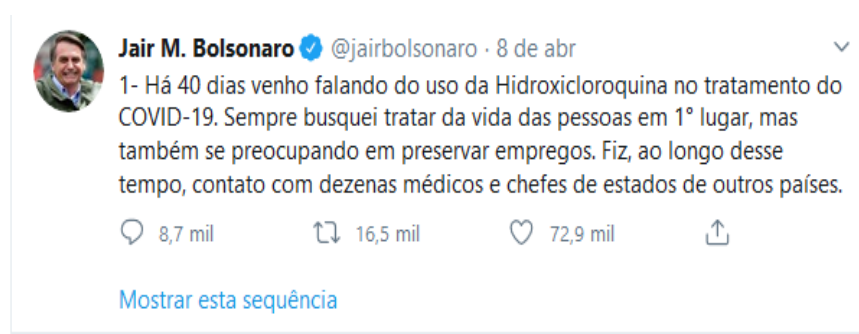 Jair M. Bolsonaro @jairbolsonaro · 8 de abr
1- Há 40 dias venho falando do uso da Hidroxicloroquina no tratamento do
COVID-19. Sempre busquei tratar da vida das pessoas em 1° lugar, mas
também se preocupando em preservar empregos. Fiz, ao longo desse
tempo, contato com dezenas médicos e chefes de estados de outros países.
8,7 mil 16,5 mil 72,9 mil
Mostrar esta sequência